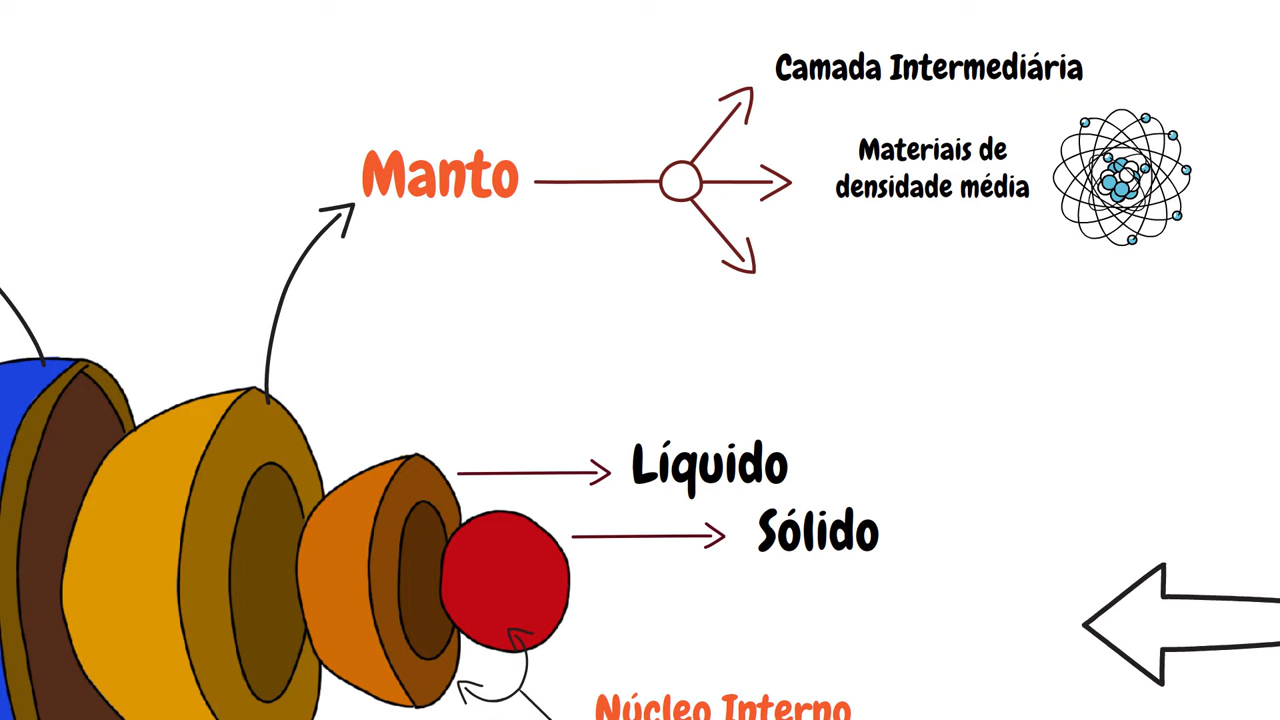 Camada Intermediária
Manto
Materiais de
densidade média
Líquido
Sólido
Núcleo Interno